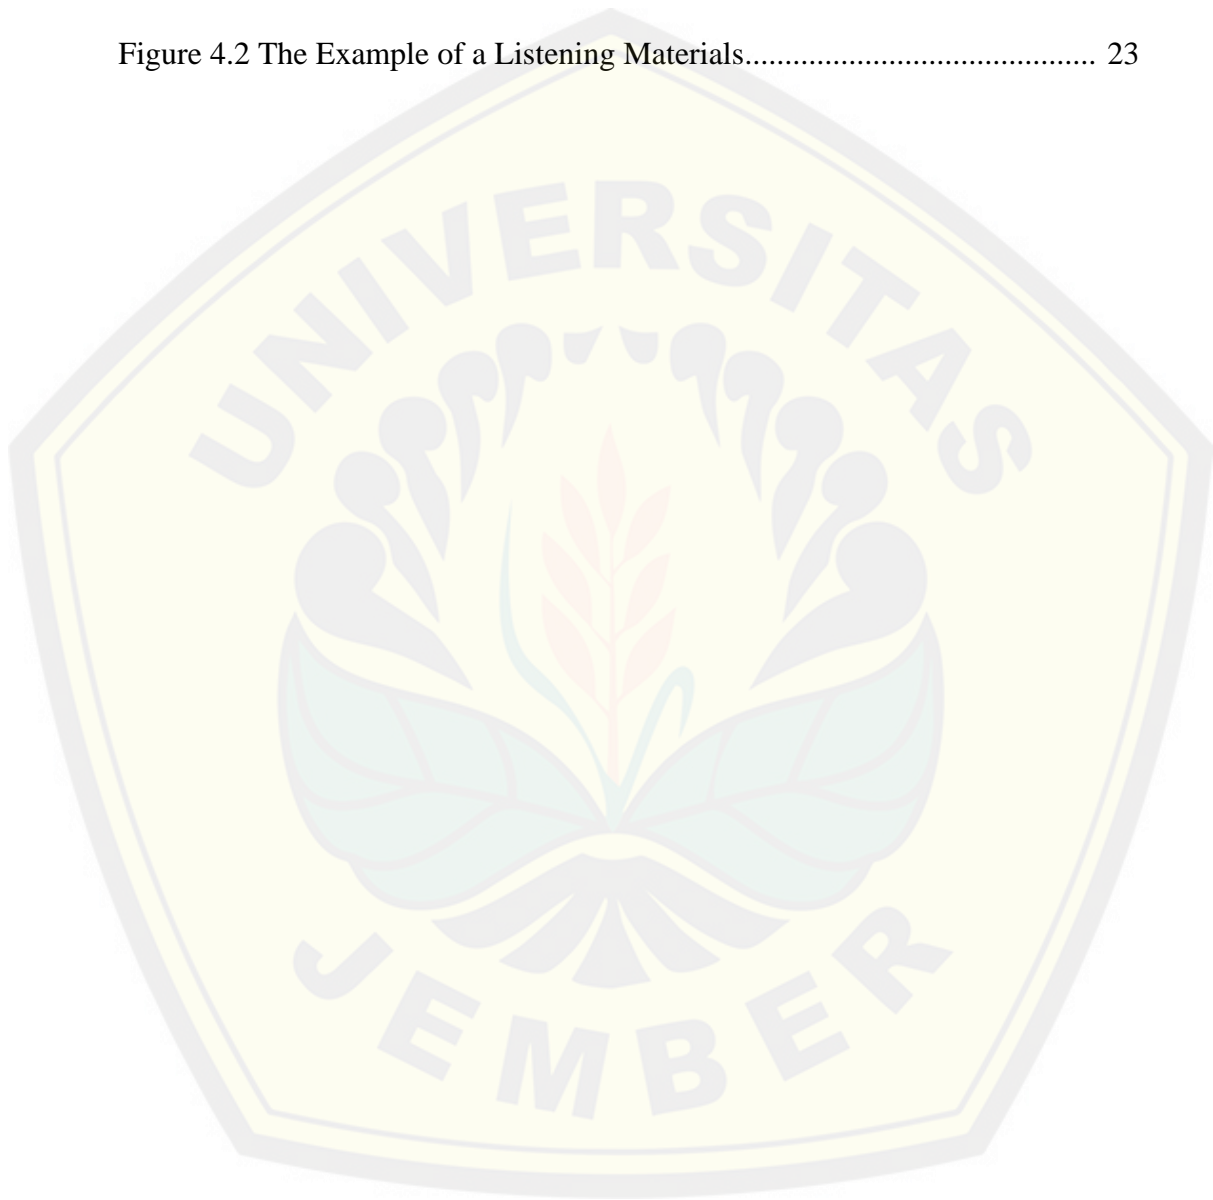 Figure 4.2 The Example of a Listening Materials............................................ 23
UNIVERSITAS
JEMBER